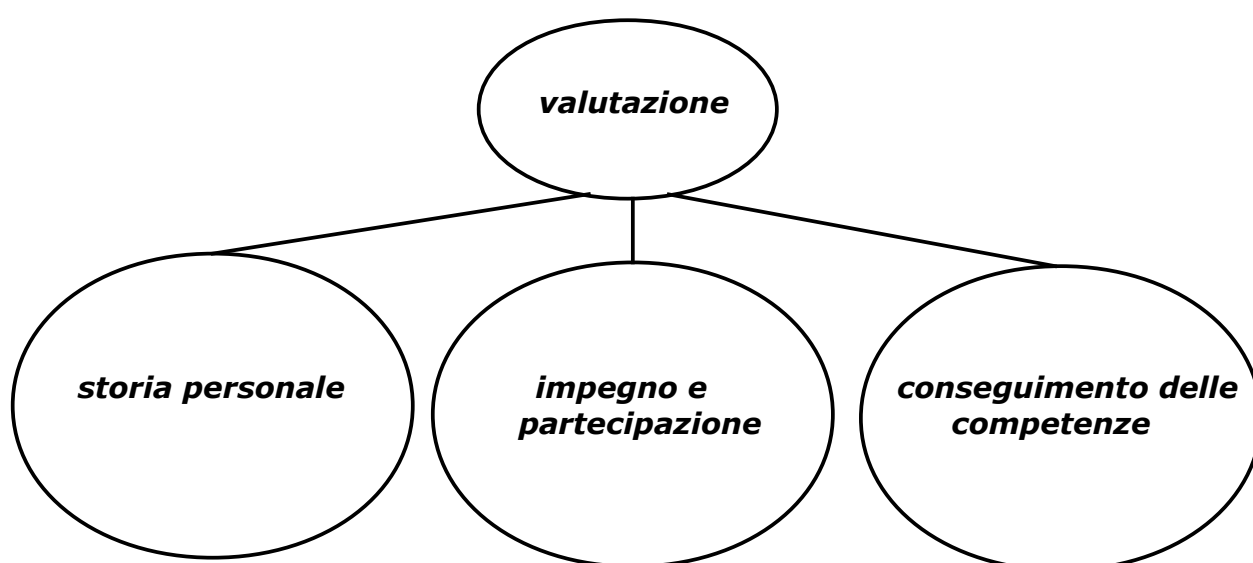 valutazione
storia personale
impegno e
partecipazione
conseguimento delle
competenze